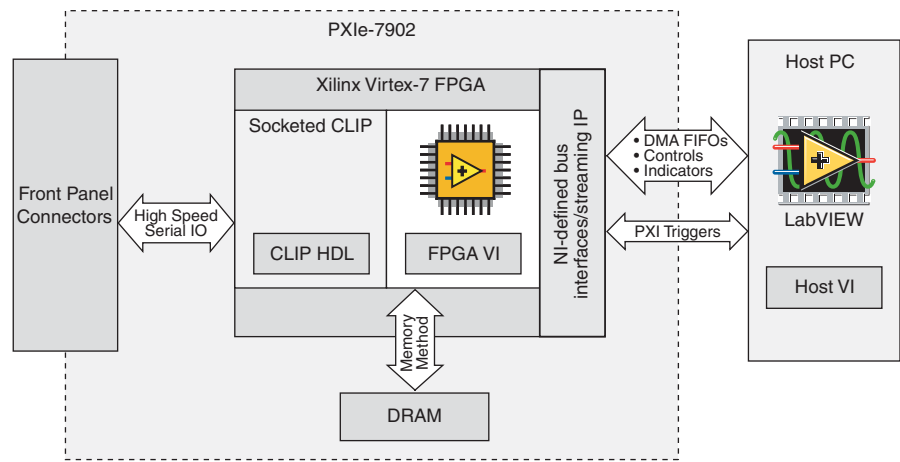 PXIe-7902
Front Panel
Connectors
High Speed
Serial IO
Xilinx Virtex-7 FPGA
Socketed CLIP
CLIP HDL
FPGA VI
NI-defined bus
interfaces/streaming IP
Memory
Method
DRAM
• DMA FIFOs
• Controls
• Indicators
PXI Triggers
Host PC
LabVIEW
Host VI